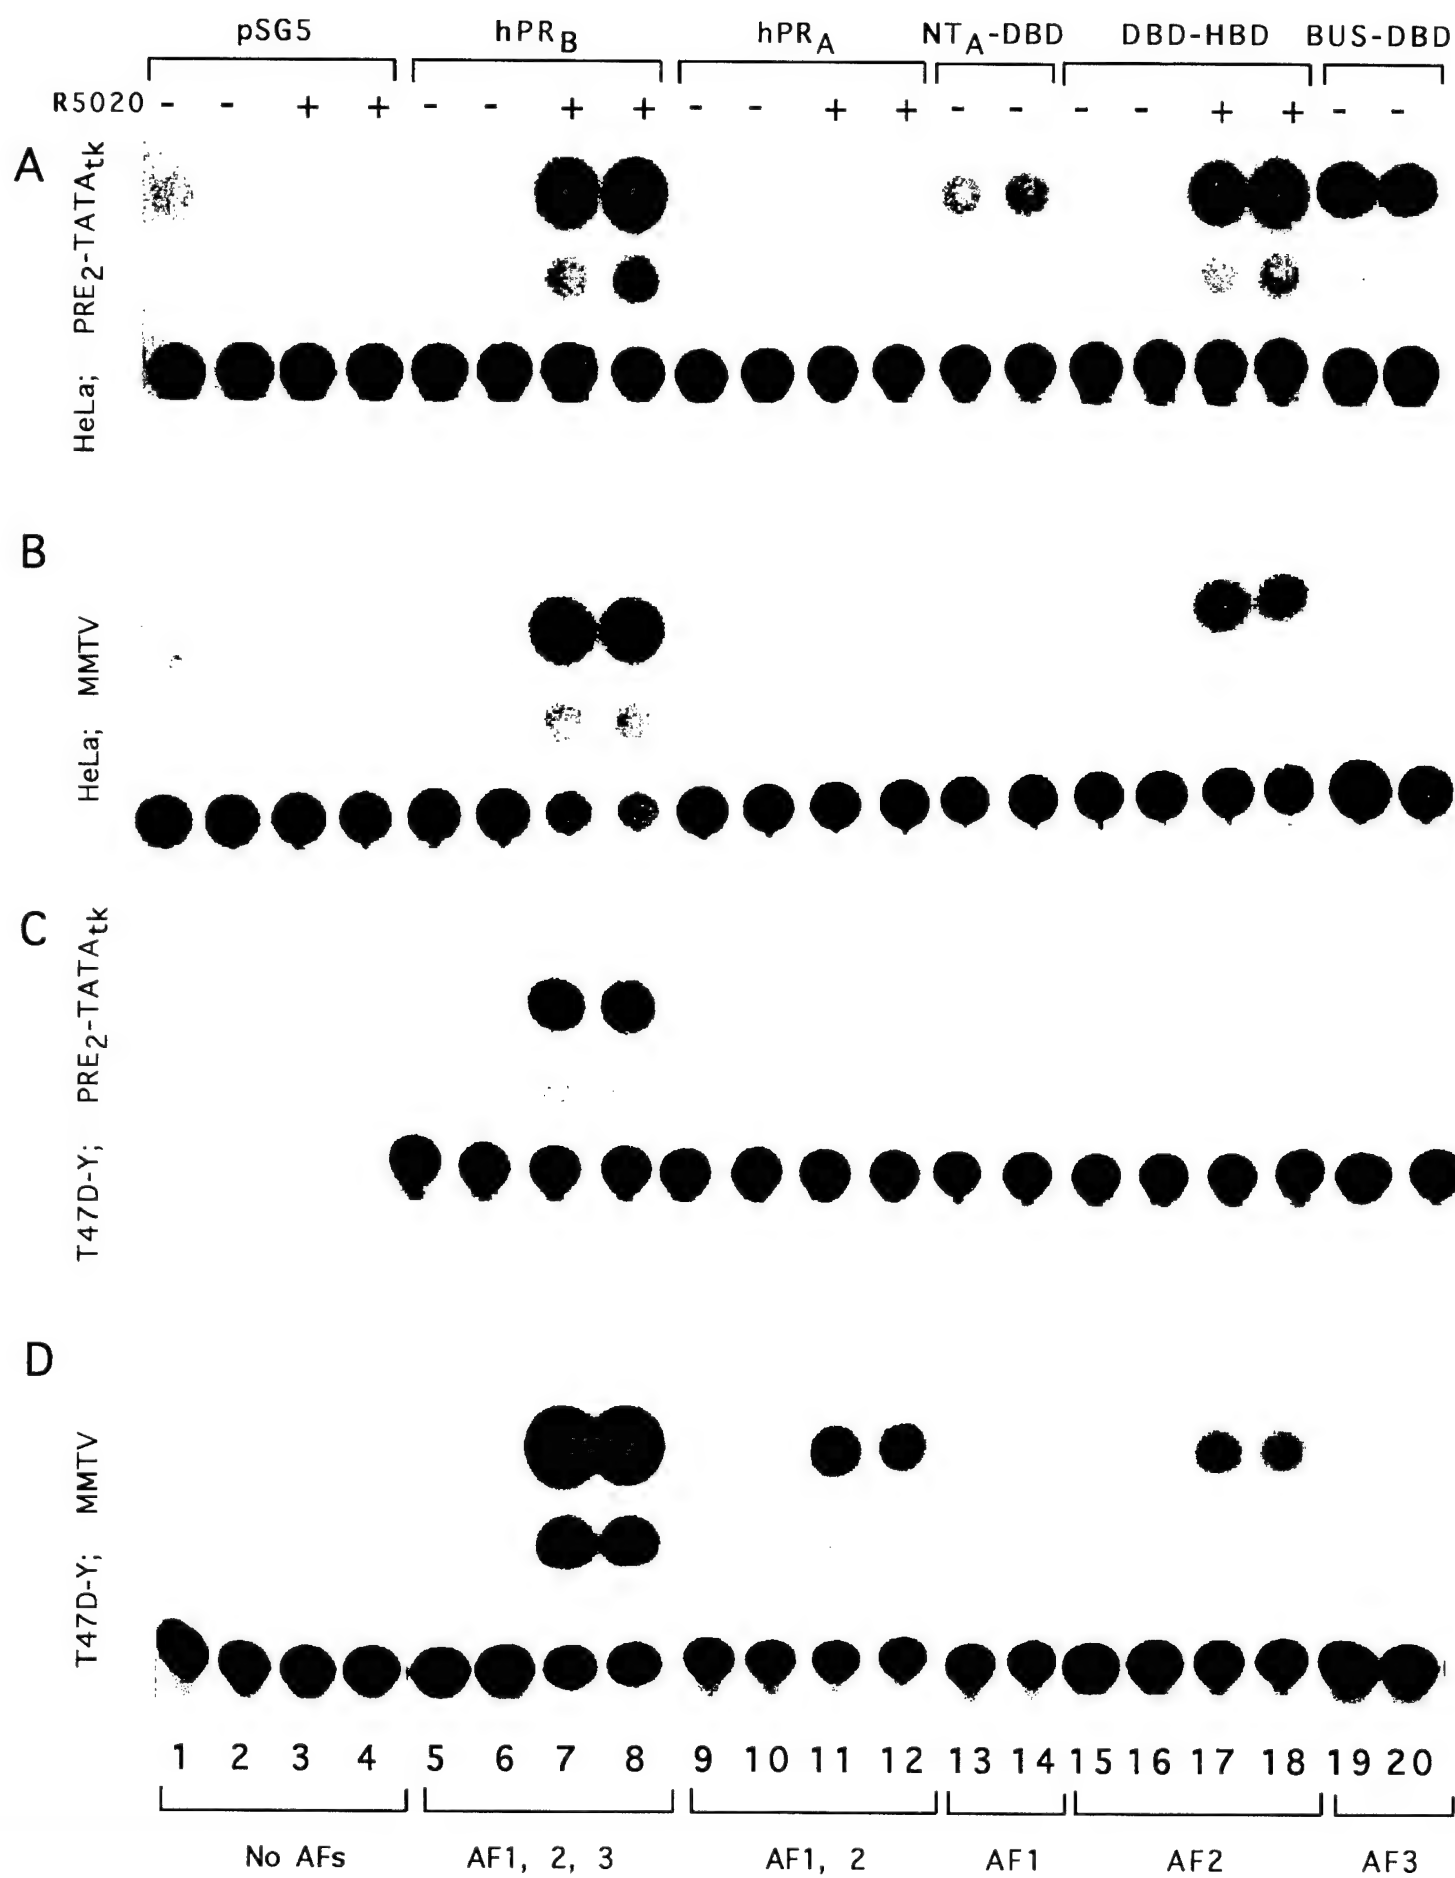 pSG5 hPRB hPRA NTA-DBD DBD-HBD BUS-DBD
R5020 - - + + - - + + - - + + - - - - + + - -
A
HeLa; PRE2-TATAtk
B
HeLa; MMTV
C
T47D-Y; PRE2-TATAtk
D
T47D-Y; MMTV
1 2 3 4 5 6 7 8 9 10 11 12 13 14 15 16 17 18 19 20
No AFs AF1, 2, 3 AF1, 2 AF1 AF2 AF3